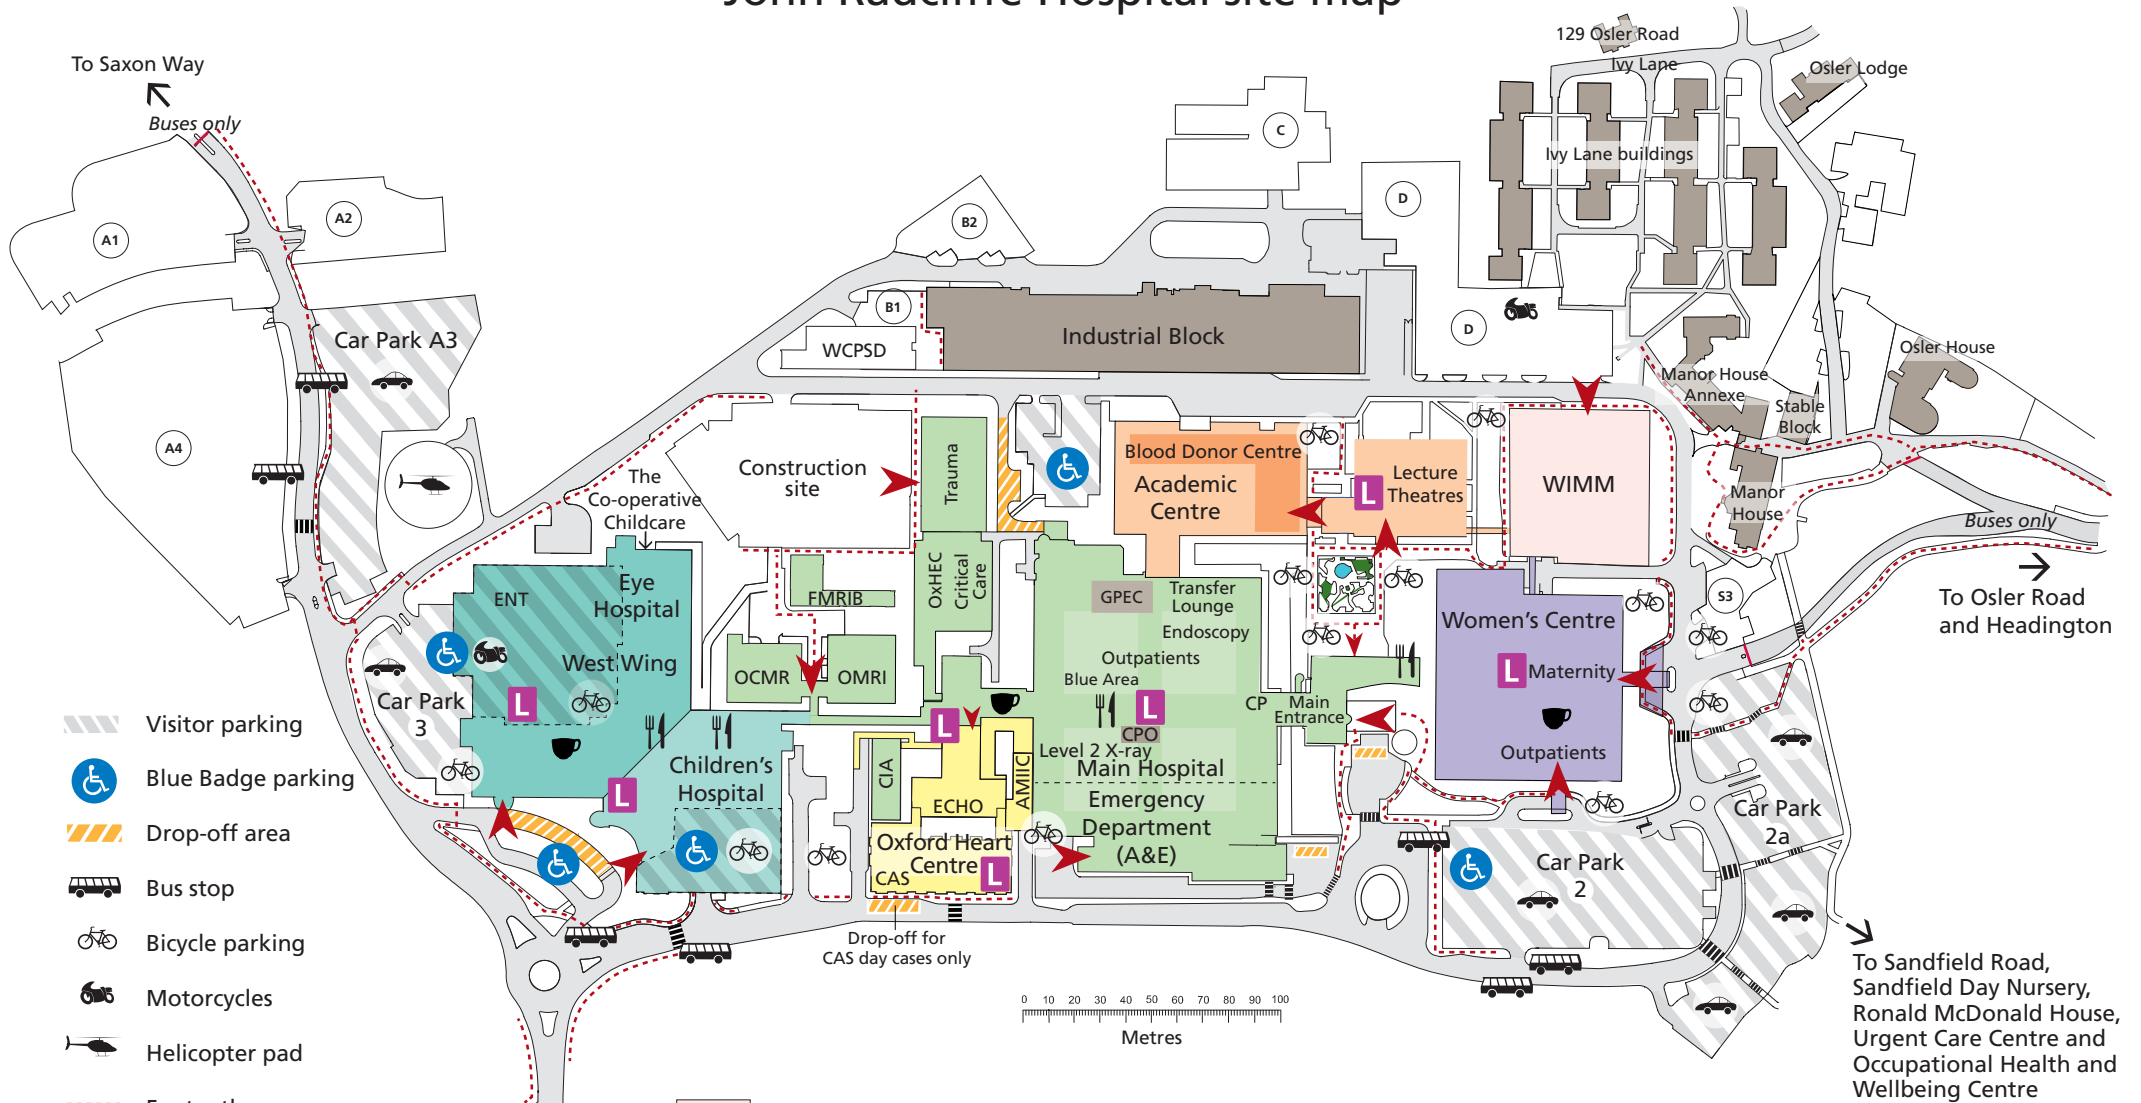 John Radcliffe Hospital site map
To Saxon Way
Buses only
A1
A2
Car Park A3
A4
B2
B1
WCPSD
C
D
D
129 Osler Road
Ivy Lane
Osler Lodge
Ivy Lane buildings
Industrial Block
Osler House
Manor House
Annexe
Stable
Block
Manor
House
Buses only
To Osler Road
and Headington
S3
The
Co-operative
Childcare
Construction
site
Trauma
Blood Donor Centre
Academic
Centre
L
Lecture
Theatres
WIMM
ENT
Eye
Hospital
West Wing
L
FMRIB
OCMR
OMRI
OxHEC
Critical
Care
GPEC
Transfer
Lounge
Endoscopy
Outpatients
Blue Area
L
CPO
Level 2 X-ray
Main Hospital
Emergency
Department
(A&E)
CP
Main
Entrance
Women's Centre
L
Maternity
Outpatients
Car Park
3
Children's
Hospital
L
L
CIA
ECHO
AMIIC
Oxford Heart
Centre
CAS
L
Drop-off for
CAS day cases only
Car Park
2
Car Park
2a
To Sandfield Road,
Sandfield Day Nursery,
Ronald McDonald House,
Urgent Care Centre and
Occupational Health and
Wellbeing Centre
0 10 20 30 40 50 60 70 80 90 100
Metres
Visitor parking
Blue Badge parking
Drop-off area
Bus stop
Bicycle parking
Motorcycles
Helicopter pad